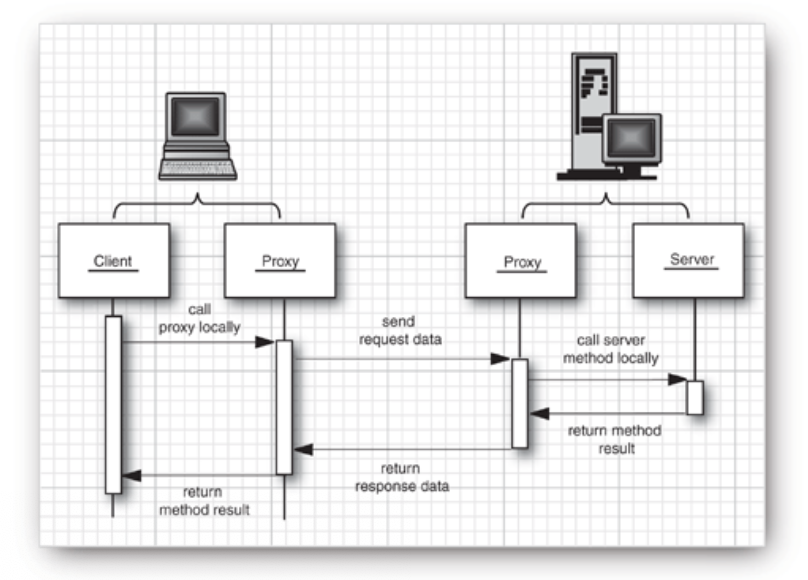 Client
Proxy
Proxy
Server
call
proxy locally
send
request data
call server
method locally
return method
result
return
response data
return
method result